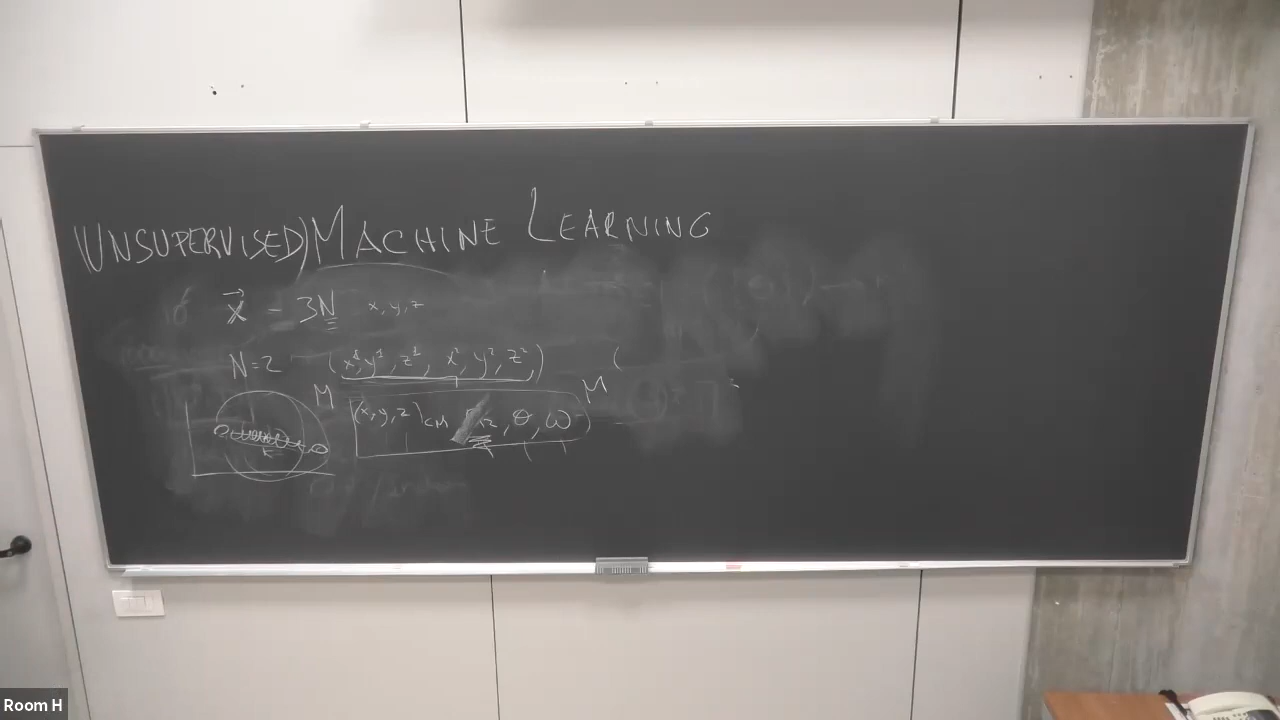 (UNSUPERVISED) MACHINE LEARNING
x⃗ - 3N x, y, z
N=2 (x¹, y¹, z¹, x², y², z²)
M (x, y, z)CM , θ, ω M
Room H